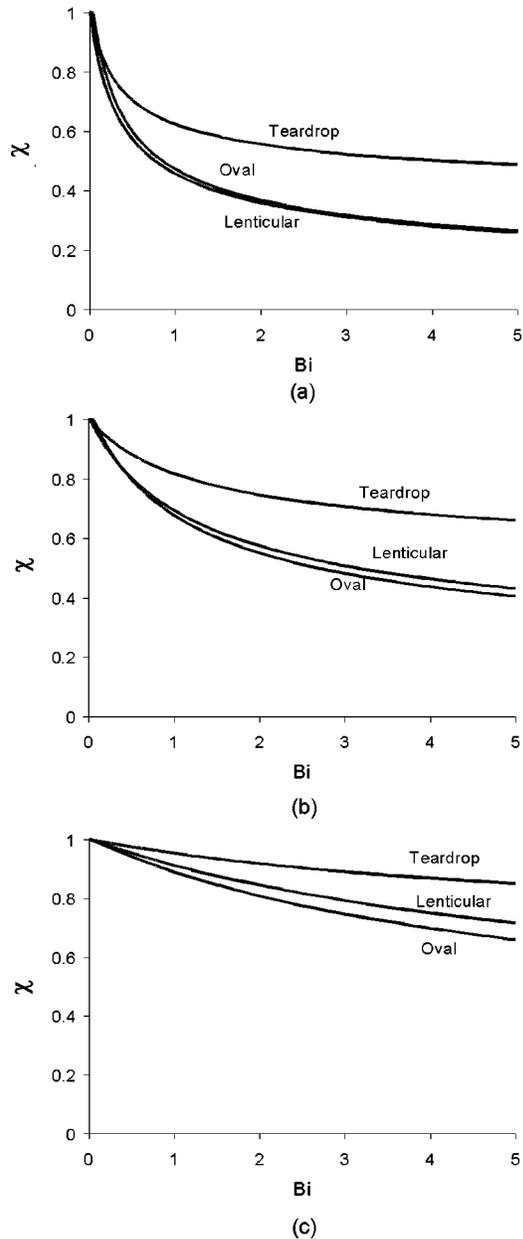 1
0.8
Teardrop
0.6
χ
Oval
0.4
Lenticular
0.2
0
0 1 2 3 4 5
Bi
(a)
1
0.8
Teardrop
0.6
Lenticular
χ
Oval
0.4
0.2
0
0 1 2 3 4 5
Bi
(b)
1
Teardrop
0.8
Lenticular
Oval
0.6
χ
0.4
0.2
0
0 1 2 3 4 5
Bi
(c)